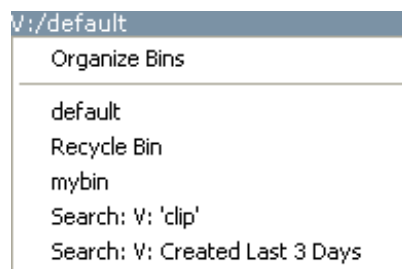 V:/default
Organize Bins
default
Recycle Bin
mybin
Search: V: 'clip'
Search: V: Created Last 3 Days